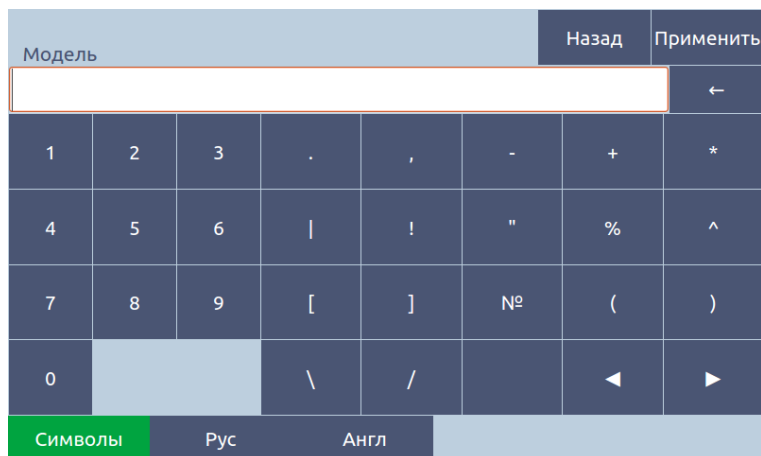 Назад Применить
Модель
←
1 2 3 . , - + *
4 5 6 | ! " % ^
7 8 9 [ ] № ( )
0 \ / ◀ ▶
Символы Рус Англ